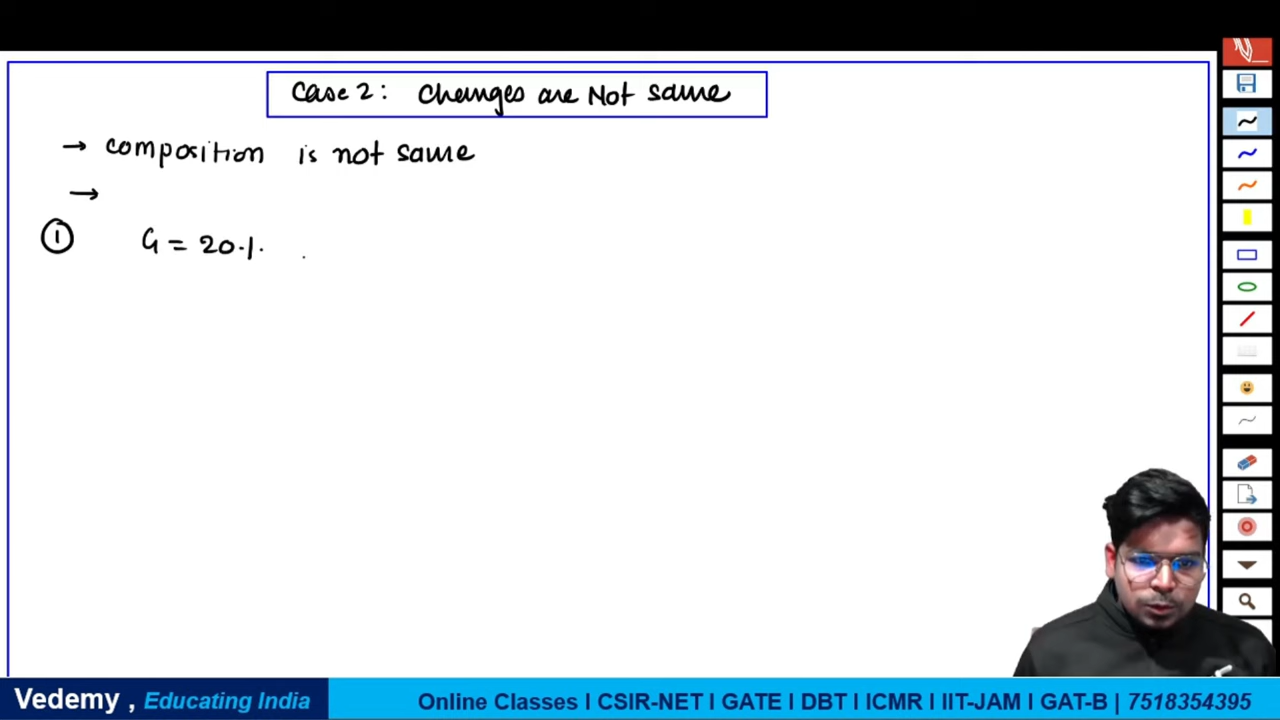 Case 2: Changes are Not same
→ composition is not same
→
① G = 20%
Vedemy , Educating India
Online Classes I CSIR-NET I GATE I DBT I ICMR I IIT-JAM I GAT-B I 7518354395